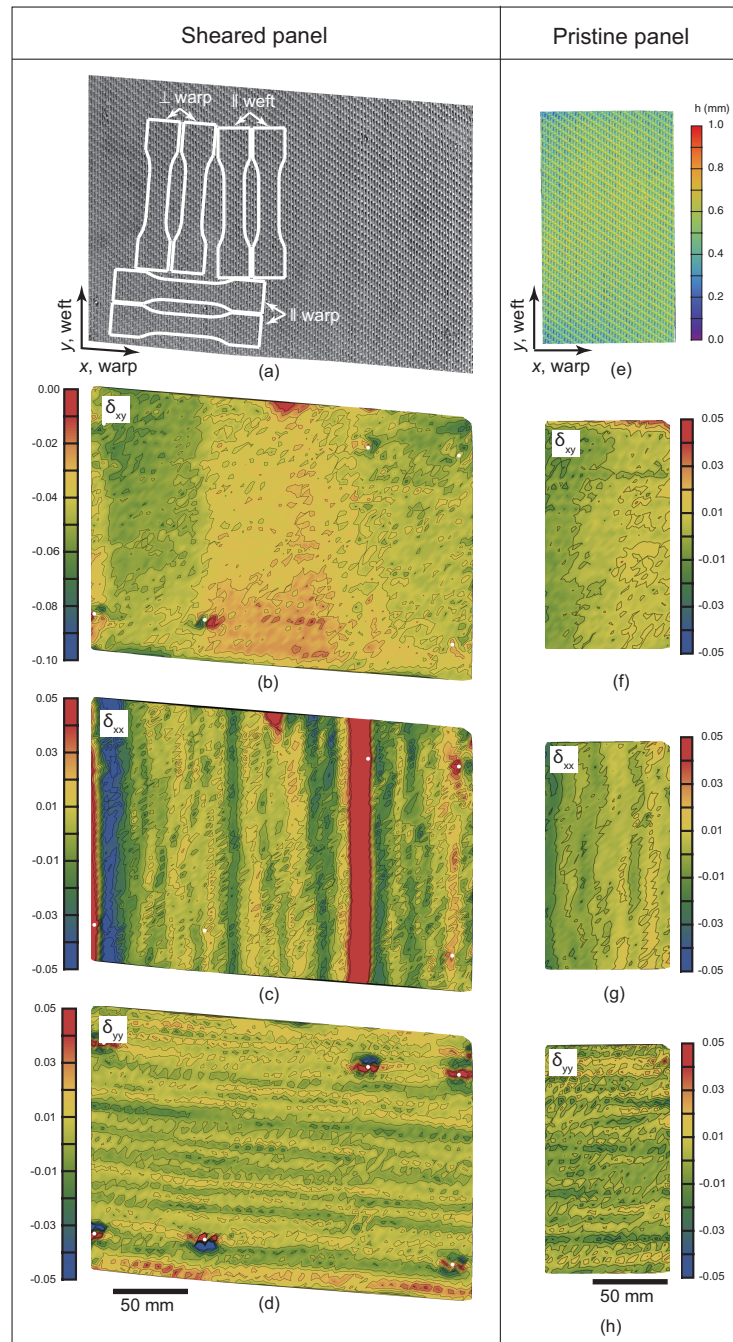 Sheared panel
Pristine panel
⊥ warp
∥ weft
∥ warp
y, weft
x, warp
(a)
h (mm)
1.0
0.8
0.6
0.4
0.2
0.0
y, weft
x, warp
(e)
0.00
-0.02
-0.04
-0.06
-0.08
-0.10
δxy
(b)
δxy
0.05
0.03
0.01
-0.01
-0.03
-0.05
(f)
0.05
0.03
0.01
-0.01
-0.03
-0.05
δxx
(c)
δxx
0.05
0.03
0.01
-0.01
-0.03
-0.05
(g)
0.05
0.03
0.01
-0.01
-0.03
-0.05
δyy
50 mm
(d)
δyy
0.05
0.03
0.01
-0.01
-0.03
-0.05
50 mm
(h)